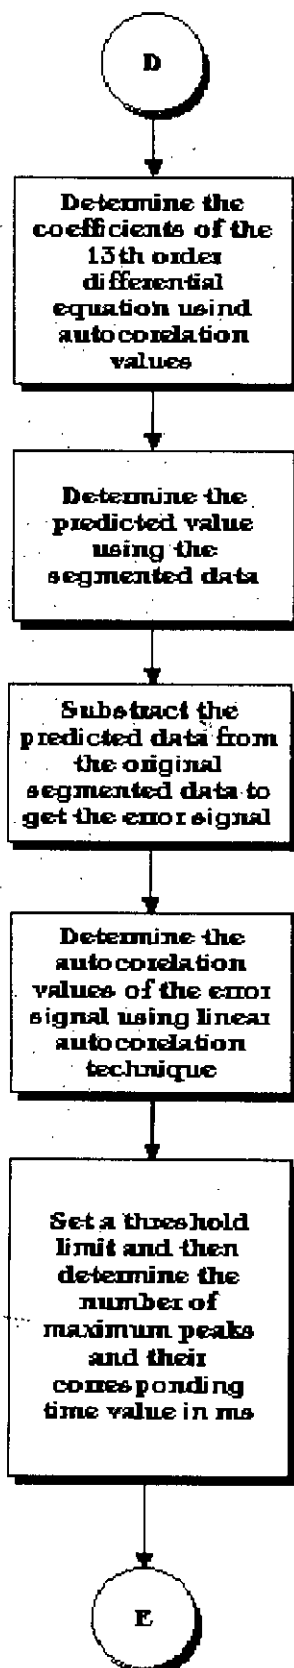 D
Determine the
coefficients of the
13th order
differential
equation usind
autocorelation
values
Determine the
predicted value
using the
segmented data
Substract the
predicted data from
the original
segmented data to
get the error signal
Determine the
autocorelation
values of the error
signal using linear
autocorelation
technique
Set a threshold
limit and then
determine the
number of
maximum peaks
and their
corresponding
time value in ms
E